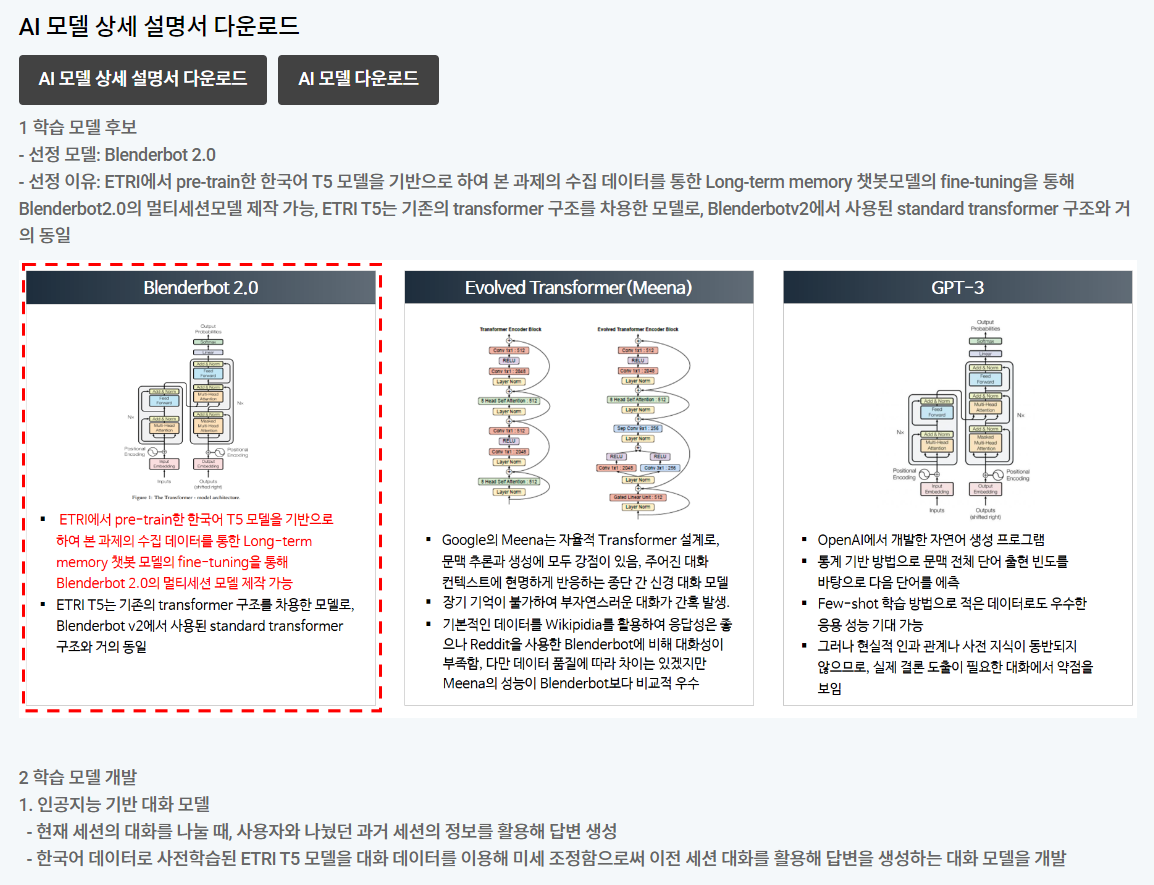 AI 모델 상세 설명서 다운로드
AI 모델 상세 설명서 다운로드
AI 모델 다운로드
1 학습 모델 후보
- 선정 모델: Blenderbot 2.0
- 선정 이유: ETRI에서 pre-train한 한국어 T5 모델을 기반으로 하여 본 과제의 수집 데이터를 통한 Long-term memory 챗봇모델의 fine-tuning을 통해
Blenderbot2.0의 멀티세션모델 제작 가능, ETRI T5는 기존의 transformer 구조를 차용한 모델로, Blenderbotv2에서 사용된 standard transformer 구조와 거
의 동일
Blenderbot 2.0
Output
Probabilities
Softmax
Linear
Add & Norm
Feed
Forward
Add & Norm
Multi-Head
Attention
Add & Norm
Masked
Multi-Head
Attention
Add & Norm
Feed
Forward
Add & Norm
Multi-Head
Attention
Nx
Nx
Positional
Encoding
Positional
Encoding
Input
Embedding
Output
Embedding
Inputs
Outputs
(shifted right)
Figure 1: The Transformer - model architecture.
▪ ETRI에서 pre-train한 한국어 T5 모델을 기반으로
하여 본 과제의 수집 데이터를 통한 Long-term
memory 챗봇 모델의 fine-tuning을 통해
Blenderbot 2.0의 멀티세션 모델 제작 가능
▪ ETRI T5는 기존의 transformer 구조를 차용한 모델로,
Blenderbot v2에서 사용된 standard transformer
구조와 거의 동일
Evolved Transformer(Meena)
Transformer Encoder Block
Conv 1x1 : 512
RELU
Conv 1x1 : 2048
Layer Norm
8 Head Self Attention : 512
Layer Norm
Conv 1x1 : 512
RELU
Conv 1x1 : 2048
Layer Norm
8 Head Self Attention : 512
Layer Norm
Evolved Transformer Encoder Block
Conv 1x1 : 512
RELU
Conv 1x1 : 2048
Layer Norm
8 Head Self Attention : 512
Layer Norm
Sep Conv 9x1 : 256
Layer Norm
RELU
RELU
Conv 1x1 : 2048
Conv 3x1 : 256
Layer Norm
Gated Linear Unit : 512
Layer Norm
▪ Google의 Meena는 자율적 Transformer 설계로,
문맥 추론과 생성에 모두 강점이 있음, 주어진 대화
컨텍스트에 현명하게 반응하는 종단 간 신경 대화 모델
▪ 장기 기억이 불가하여 부자연스러운 대화가 간혹 발생.
▪ 기본적인 데이터를 Wikipidia를 활용하여 응답성은 좋
으나 Reddit을 사용한 Blenderbot에 비해 대화성이
부족함, 다만 데이터 품질에 따라 차이는 있겠지만
Meena의 성능이 Blenderbot보다 비교적 우수
GPT-3
Output
Probabilities
Softmax
Linear
Add & Norm
Feed
Forward
Add & Norm
Multi-Head
Attention
Add & Norm
Masked
Multi-Head
Attention
Add & Norm
Feed
Forward
Add & Norm
Multi-Head
Attention
Nx
Nx
Positional
Encoding
Positional
Encoding
Input
Embedding
Output
Embedding
Inputs
Outputs
(shifted right)
▪ OpenAI에서 개발한 자연어 생성 프로그램
▪ 통계 기반 방법으로 문맥 전체 단어 출현 빈도를
바탕으로 다음 단어를 예측
▪ Few-shot 학습 방법으로 적은 데이터로도 우수한
응용 성능 기대 가능
▪ 그러나 현실적 인과 관계나 사전 지식이 동반되지
않으므로, 실제 결론 도출이 필요한 대화에서 약점을
보임
2 학습 모델 개발
1. 인공지능 기반 대화 모델
- 현재 세션의 대화를 나눌 때, 사용자와 나눴던 과거 세션의 정보를 활용해 답변 생성
- 한국어 데이터로 사전학습된 ETRI T5 모델을 대화 데이터를 이용해 미세 조정함으로써 이전 세션 대화를 활용해 답변을 생성하는 대화 모델을 개발